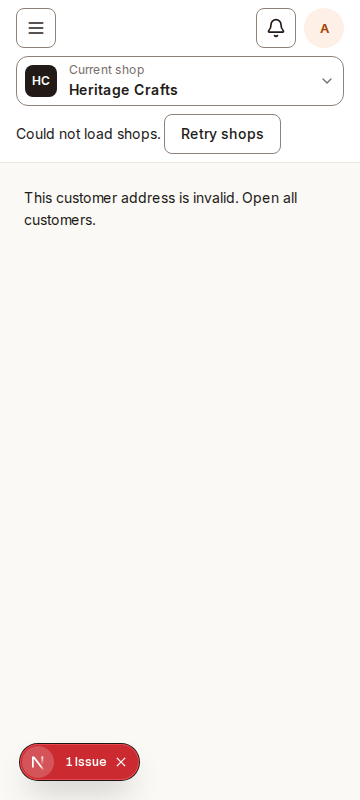 A
HC
Current shop
Heritage Crafts
Could not load shops.
Retry shops
This customer address is invalid. Open all
customers.
N
1 Issue